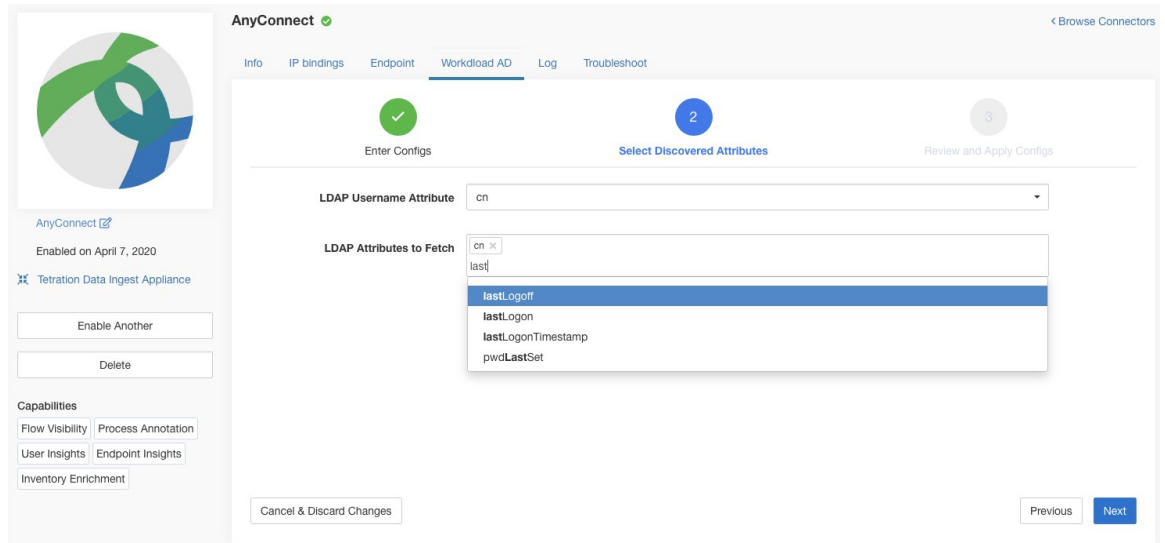 AnyConnect
< Browse Connectors
Info IP bindings Endpoint Workdload AD Log Troubleshoot
2
3
Enter Configs
Select Discovered Attributes
Review and Apply Configs
LDAP Username Attribute
cn
LDAP Attributes to Fetch
cn ×
last
lastLogoff
lastLogon
lastLogonTimestamp
pwdLastSet
AnyConnect
Enabled on April 7, 2020
Tetration Data Ingest Appliance
Enable Another
Delete
Capabilities
Flow Visibility Process Annotation
User Insights Endpoint Insights
Inventory Enrichment
Cancel & Discard Changes
Previous Next